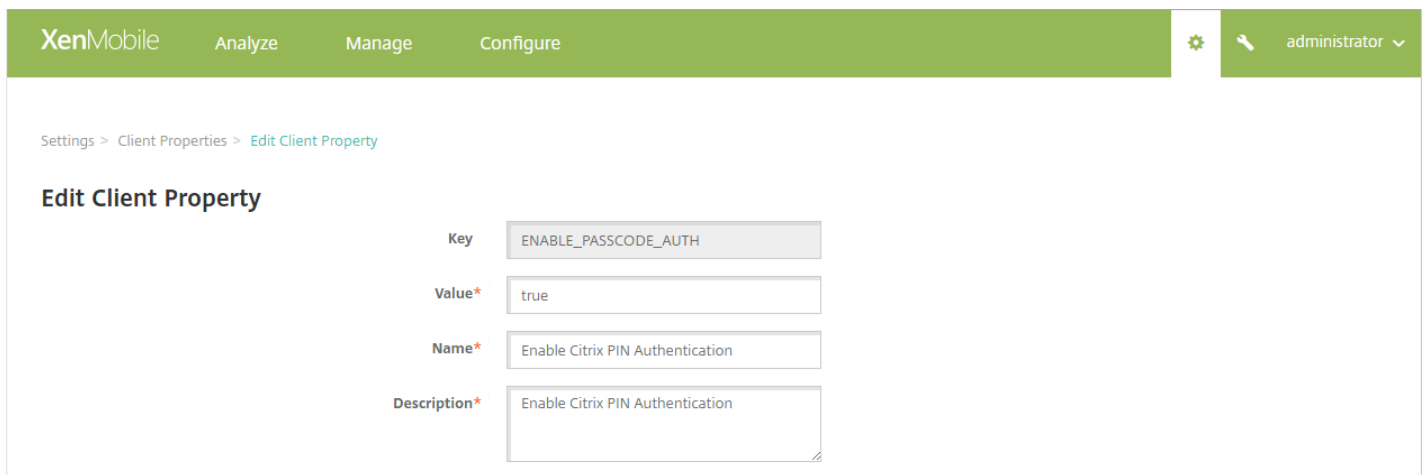 XenMobile Analyze Manage Configure administrator
Settings > Client Properties > Edit Client Property
Edit Client Property
Key ENABLE_PASSCODE_AUTH
Value* true
Name* Enable Citrix PIN Authentication
Description* Enable Citrix PIN Authentication